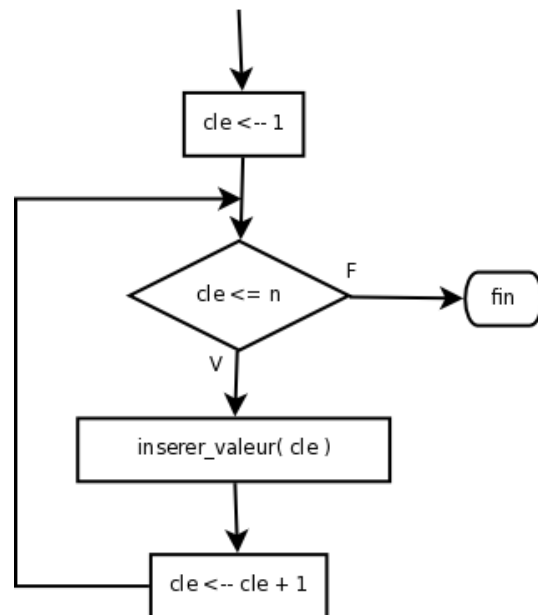 cle <-- 1
cle <= n
F
fin
V
inserer_valeur( cle )
cle <-- cle + 1